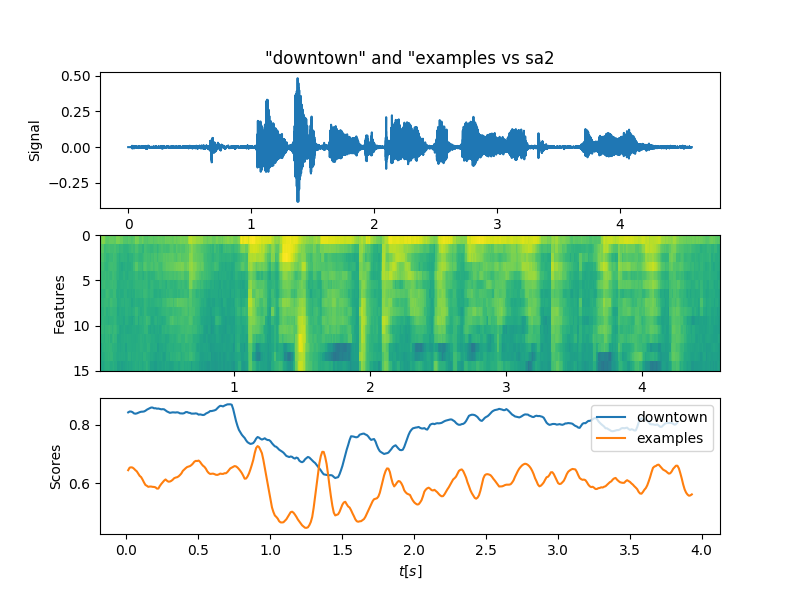 "downtown" and "examples vs sa2
0.50
0.25
0.00
−0.25
Signal
0 1 2 3 4
0
5
10
15
Features
1 2 3 4
0.8
0.6
Scores
downtown
examples
0.0 0.5 1.0 1.5 2.0 2.5 3.0 3.5 4.0
t[s]